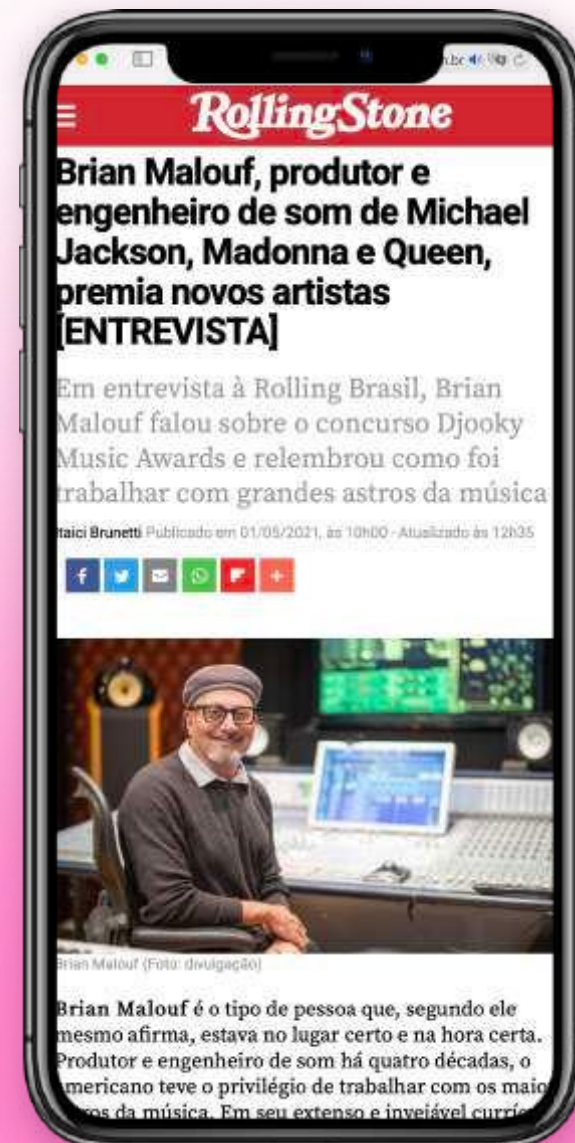 RollingStone
Brian Malouf, produtor e
engenheiro de som de Michael
Jackson, Madonna e Queen,
premia novos artistas
[ENTREVISTA]
Em entrevista à Rolling Brasil, Brian
Malouf falou sobre o concurso Djooky
Music Awards e relembrou como foi
trabalhar com grandes astros da música
Itaici Brunetti Publicado em 01/05/2021, às 10h00 - Atualizado às 12h35
Brian Malouf (Foto: divulgação)
Brian Malouf é o tipo de pessoa que, segundo ele
mesmo afirma, estava no lugar certo e na hora certa.
Produtor e engenheiro de som há quatro décadas, o
americano teve o privilégio de trabalhar com os maio
da música. Em seu extenso e invejável